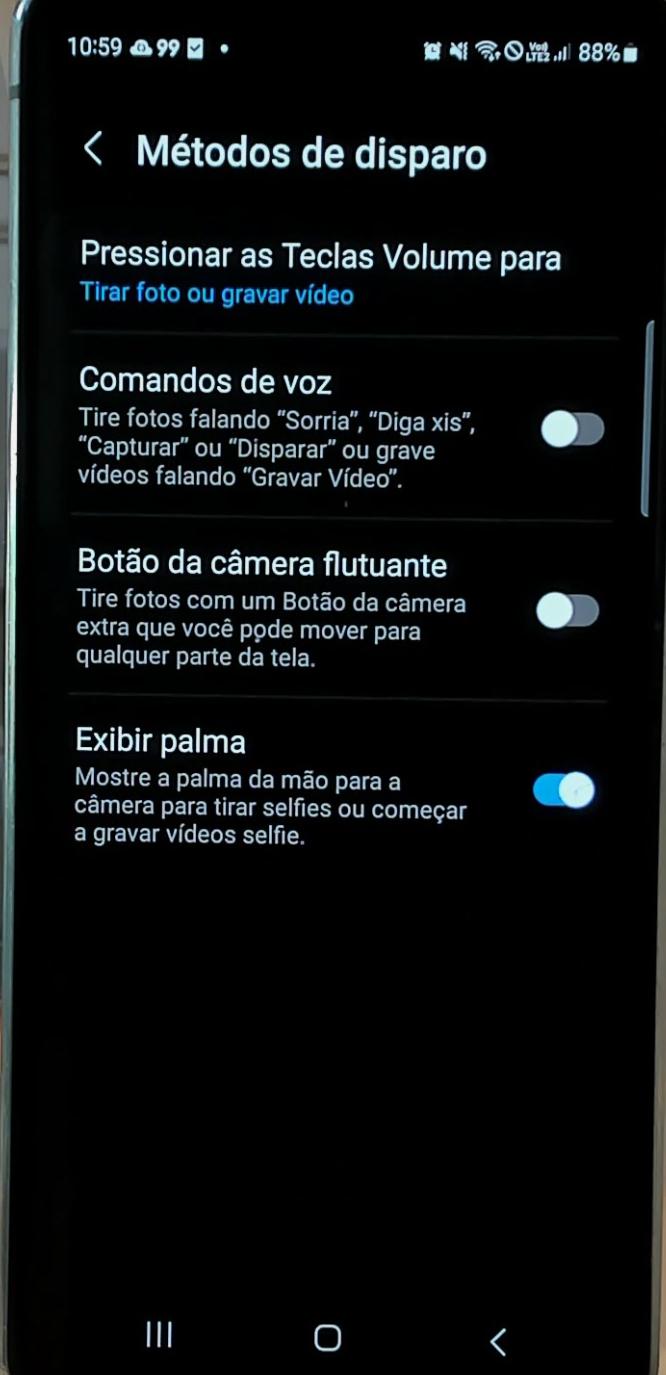 10:59 99 Vo)) LTE2 88%
Métodos de disparo
Pressionar as Teclas Volume para
Tirar foto ou gravar vídeo
Comandos de voz
Tire fotos falando “Sorria”, “Diga xis”,
“Capturar” ou “Disparar” ou grave
vídeos falando “Gravar Vídeo”.
Botão da câmera flutuante
Tire fotos com um Botão da câmera
extra que você pode mover para
qualquer parte da tela.
Exibir palma
Mostre a palma da mão para a
câmera para tirar selfies ou começar
a gravar vídeos selfie.